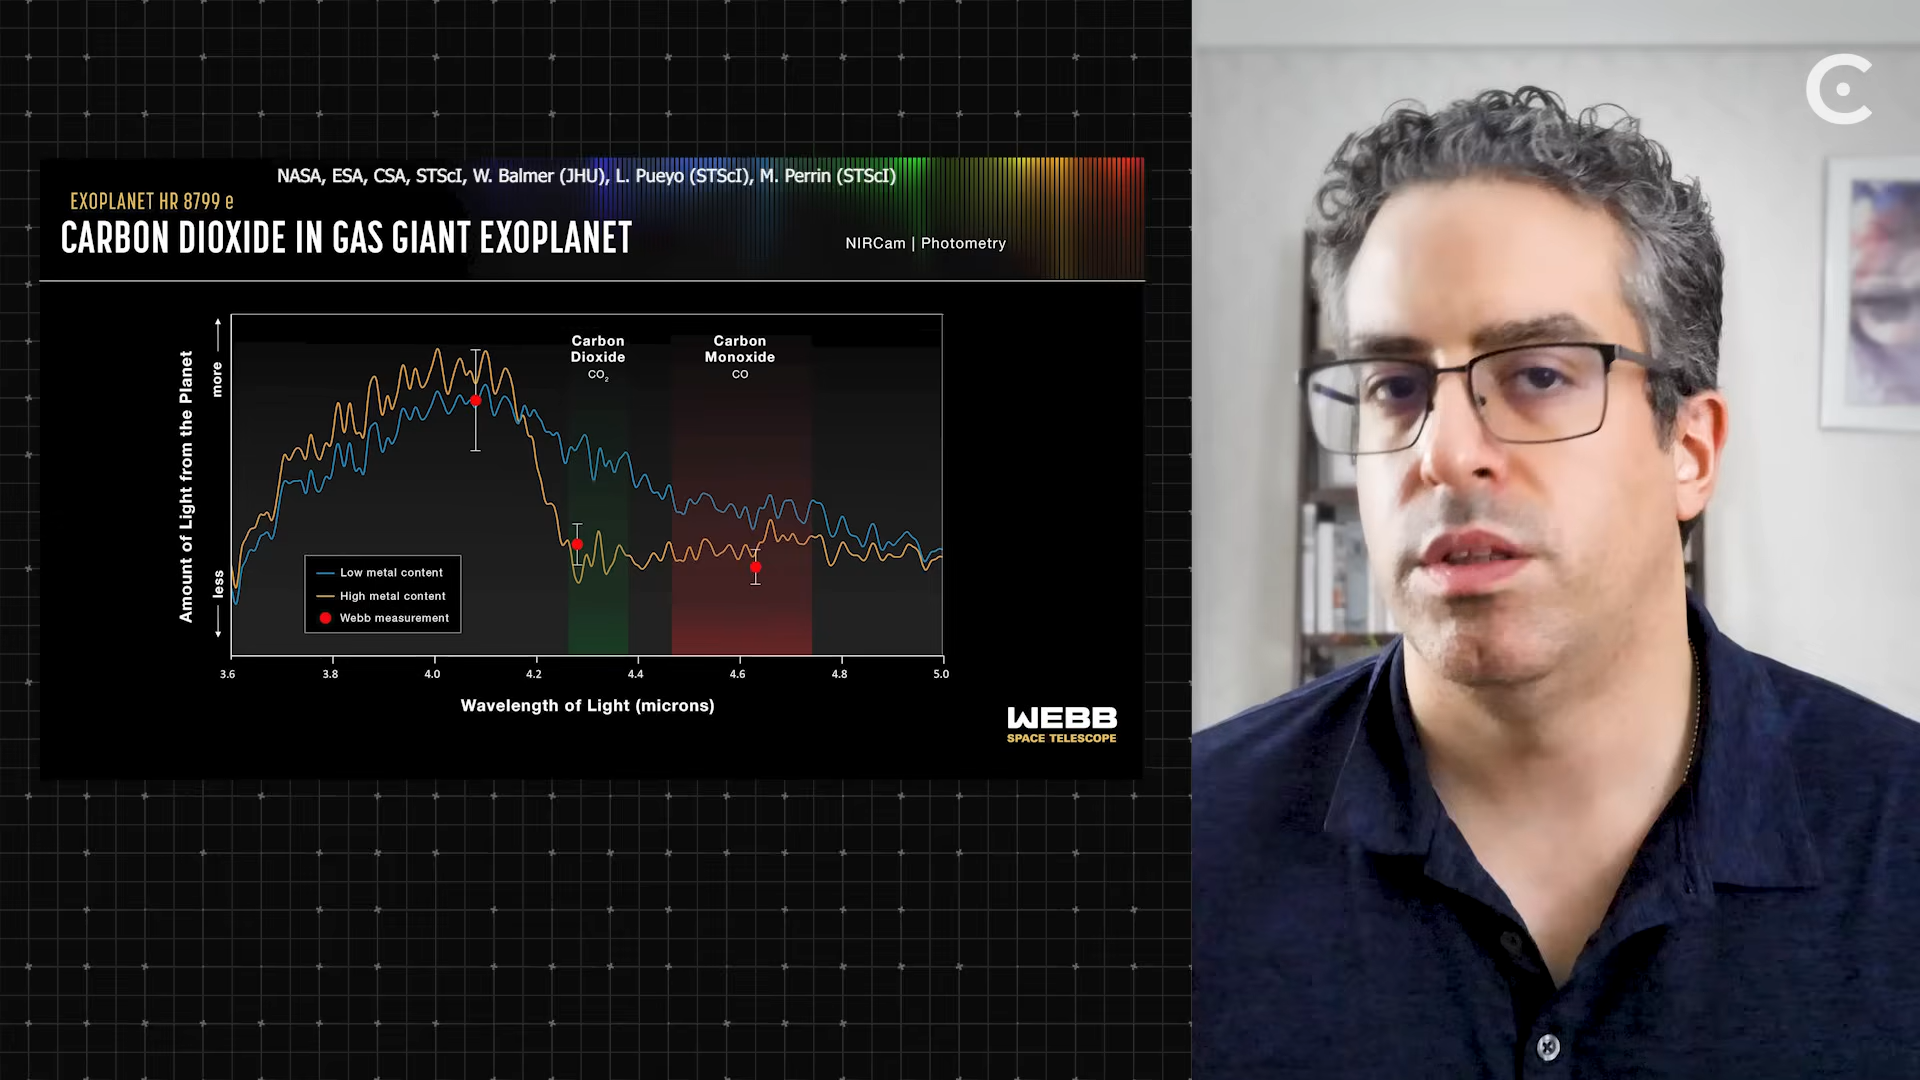 NASA, ESA, CSA, STScI, W. Balmer (JHU), L. Pueyo (STScI), M. Perrin (STScI)
EXOPLANET HR 8799 e
CARBON DIOXIDE IN GAS GIANT EXOPLANET
NIRCam | Photometry
Amount of Light from the Planet
more
less
Carbon
Dioxide
CO₂
Carbon
Monoxide
CO
Low metal content
High metal content
Webb measurement
3.6 3.8 4.0 4.2 4.4 4.6 4.8 5.0
Wavelength of Light (microns)
WEBB
SPACE TELESCOPE